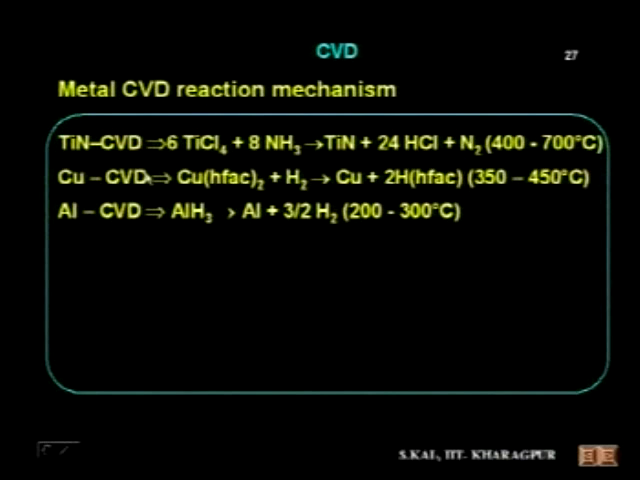 CVD
27
Metal CVD reaction mechanism
TiN–CVD ⇒6 TiCl₄ + 8 NH₃ →TiN + 24 HCl + N₂ (400 - 700°C)
Cu – CVD⇒ Cu(hfac)₂ + H₂ → Cu + 2H(hfac) (350 – 450°C)
Al – CVD ⇒ AlH₃ → Al + 3/2 H₂ (200 - 300°C)
S.KAL, IIT- KHARAGPUR